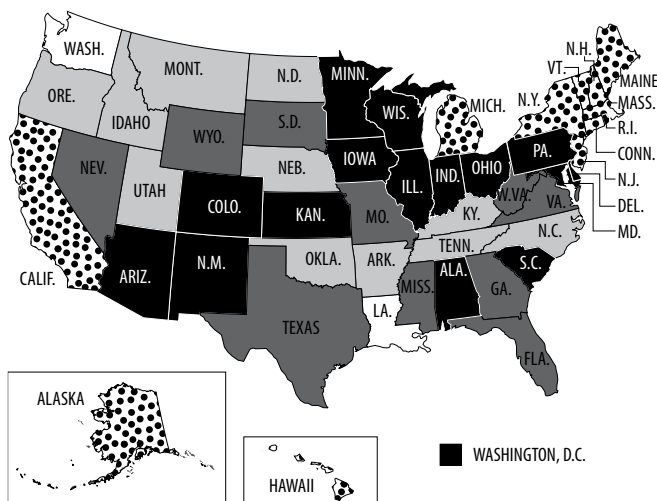 WASH.
MONT.
N.D.
MINN.
N.H.
VT.
MAINE
ORE.
IDAHO
WYO.
S.D.
WIS.
MICH.
N.Y.
MASS.
R.I.
CONN.
NEV.
UTAH
NEB.
IOWA
ILL.
IND.
OHIO
PA.
N.J.
DEL.
MD.
COLO.
KAN.
MO.
KY.
W.VA.
VA.
CALIF.
ARIZ.
N.M.
OKLA.
ARK.
TENN.
N.C.
S.C.
TEXAS
LA.
MISS.
ALA.
GA.
FLA.
ALASKA
HAWAII
WASHINGTON, D.C.